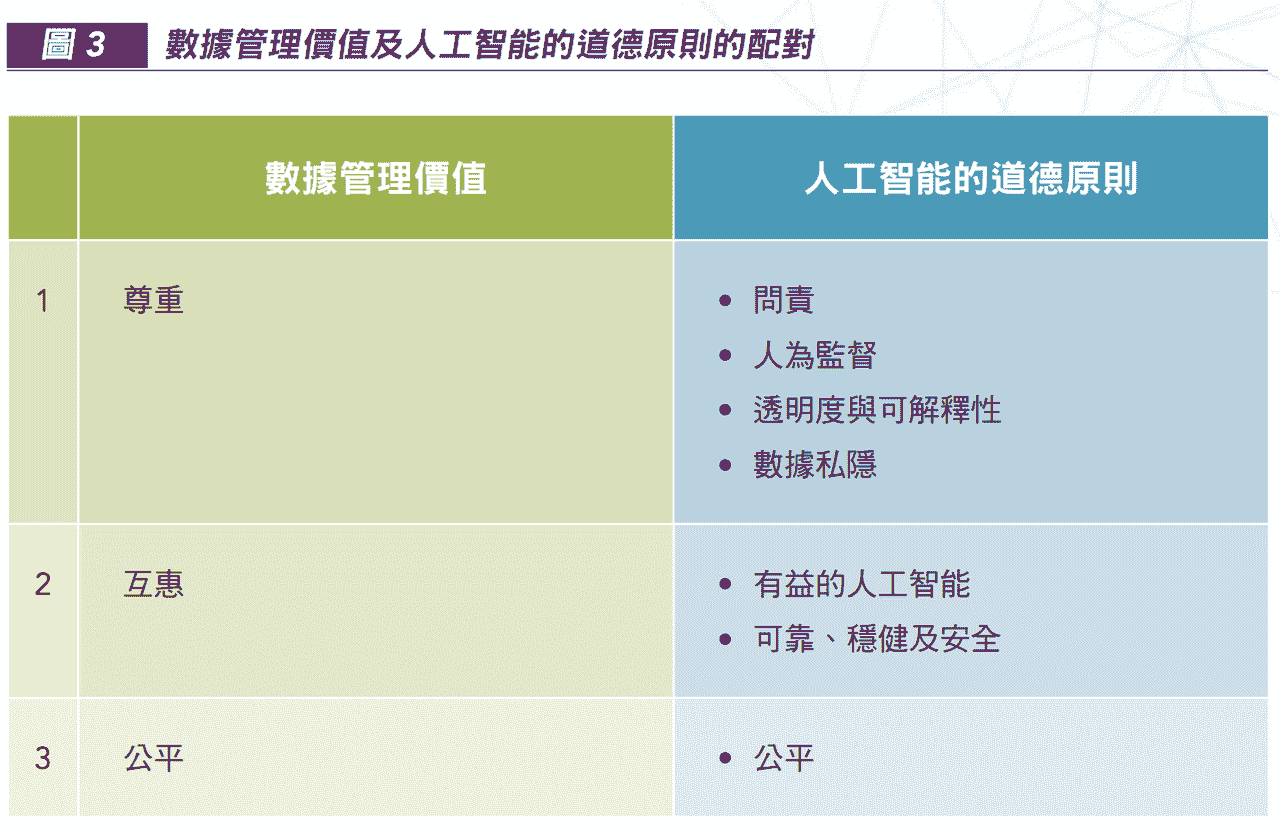 圖 3 數據管理價值及人工智能的道德原則的配對
數據管理價值 人工智能的道德原則
1 尊重 • 問責
• 人為監督
• 透明度與可解釋性
• 數據私隱
2 互惠 • 有益的人工智能
• 可靠、穩健及安全
3 公平 • 公平